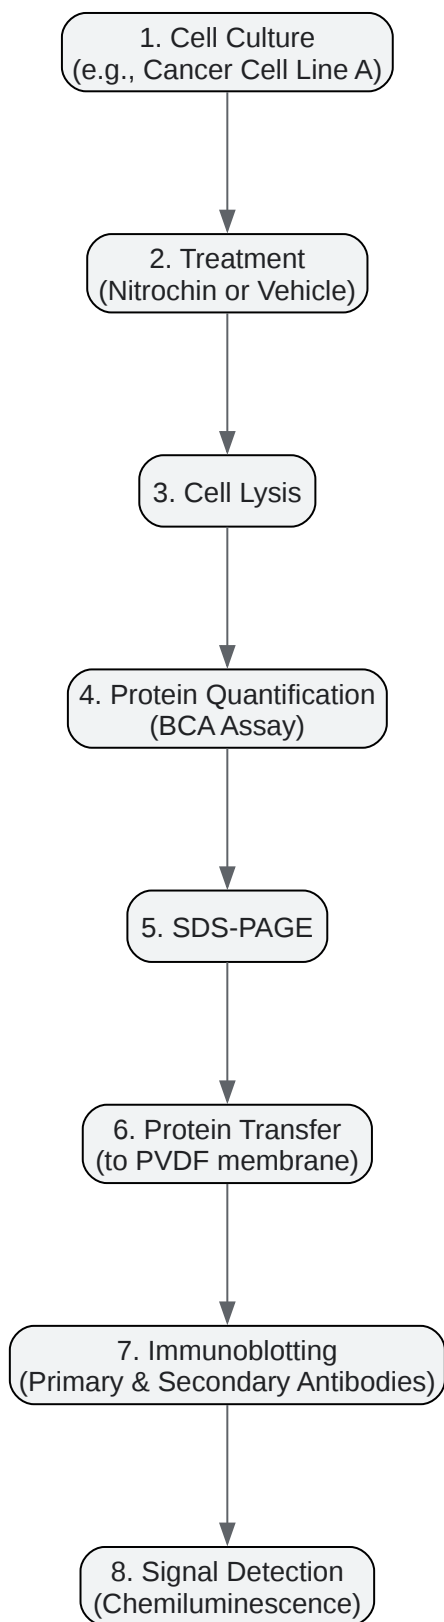 1. Cell Culture
(e.g., Cancer Cell Line A)
2. Treatment
(Nitrochin or Vehicle)
3. Cell Lysis
4. Protein Quantification
(BCA Assay)
5. SDS-PAGE
6. Protein Transfer
(to PVDF membrane)
7. Immunoblotting
(Primary & Secondary Antibodies)
8. Signal Detection
(Chemiluminescence)